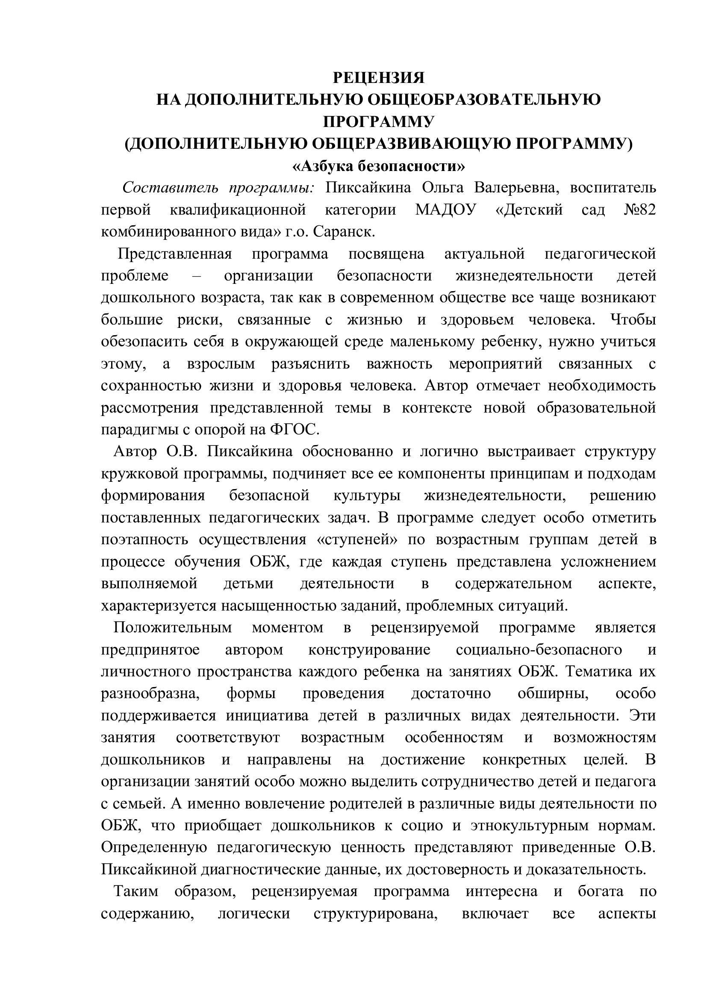 РЕЦЕНЗИЯ
НА ДОПОЛНИТЕЛЬНУЮ ОБЩЕОБРАЗОВАТЕЛЬНУЮ
ПРОГРАММУ
(ДОПОЛНИТЕЛЬНУЮ ОБЩЕРАЗВИВАЮЩУЮ ПРОГРАММУ)
«Азбука безопасности»
Составитель программы: Пиксайкина Ольга Валерьевна, воспитатель
первой квалификационной категории МАДОУ «Детский сад №82
комбинированного вида» г.о. Саранск.
Представленная программа посвящена актуальной педагогической
проблеме – организации безопасности жизнедеятельности детей
дошкольного возраста, так как в современном обществе все чаще возникают
большие риски, связанные с жизнью и здоровьем человека. Чтобы
обезопасить себя в окружающей среде маленькому ребенку, нужно учиться
этому, а взрослым разъяснить важность мероприятий связанных с
сохранностью жизни и здоровья человека. Автор отмечает необходимость
рассмотрения представленной темы в контексте новой образовательной
парадигмы с опорой на ФГОС.
Автор О.В. Пиксайкина обоснованно и логично выстраивает структуру
кружковой программы, подчиняет все ее компоненты принципам и подходам
формирования безопасной культуры жизнедеятельности, решению
поставленных педагогических задач. В программе следует особо отметить
поэтапность осуществления «ступеней» по возрастным группам детей в
процессе обучения ОБЖ, где каждая ступень представлена усложнением
выполняемой детьми деятельности в содержательном аспекте,
характеризуется насыщенностью заданий, проблемных ситуаций.
Положительным моментом в рецензируемой программе является
предпринятое автором конструирование социально-безопасного и
личностного пространства каждого ребенка на занятиях ОБЖ. Тематика их
разнообразна, формы проведения достаточно обширны, особо
поддерживается инициатива детей в различных видах деятельности. Эти
занятия соответствуют возрастным особенностям и возможностям
дошкольников и направлены на достижение конкретных целей. В
организации занятий особо можно выделить сотрудничество детей и педагога
с семьей. А именно вовлечение родителей в различные виды деятельности по
ОБЖ, что приобщает дошкольников к социо и этнокультурным нормам.
Определенную педагогическую ценность представляют приведенные О.В.
Пиксайкиной диагностические данные, их достоверность и доказательность.
Таким образом, рецензируемая программа интересна и богата по
содержанию, логически структурирована, включает все аспекты